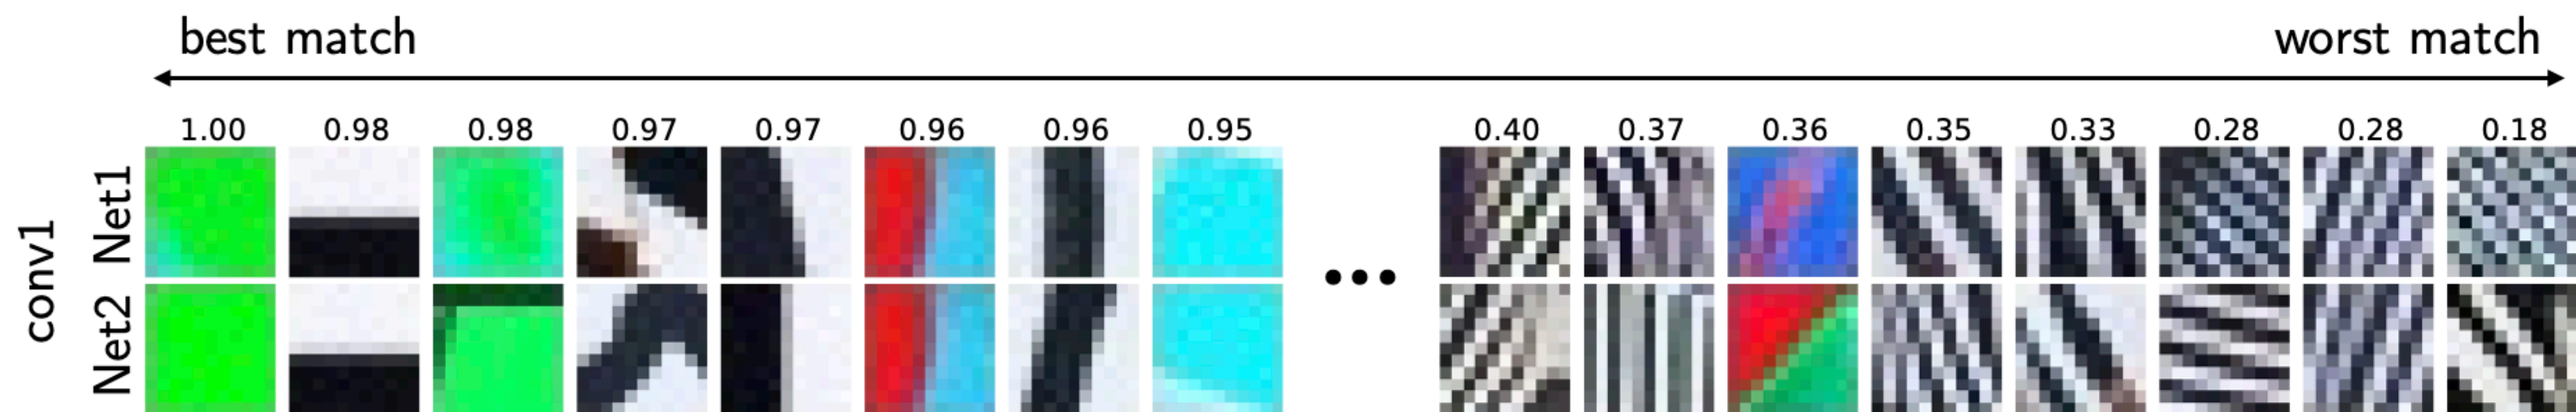 best match worst match
1.00 0.98 0.98 0.97 0.97 0.96 0.96 0.95 0.40 0.37 0.36 0.35 0.33 0.28 0.28 0.18
conv1
Net1
•••
Net2